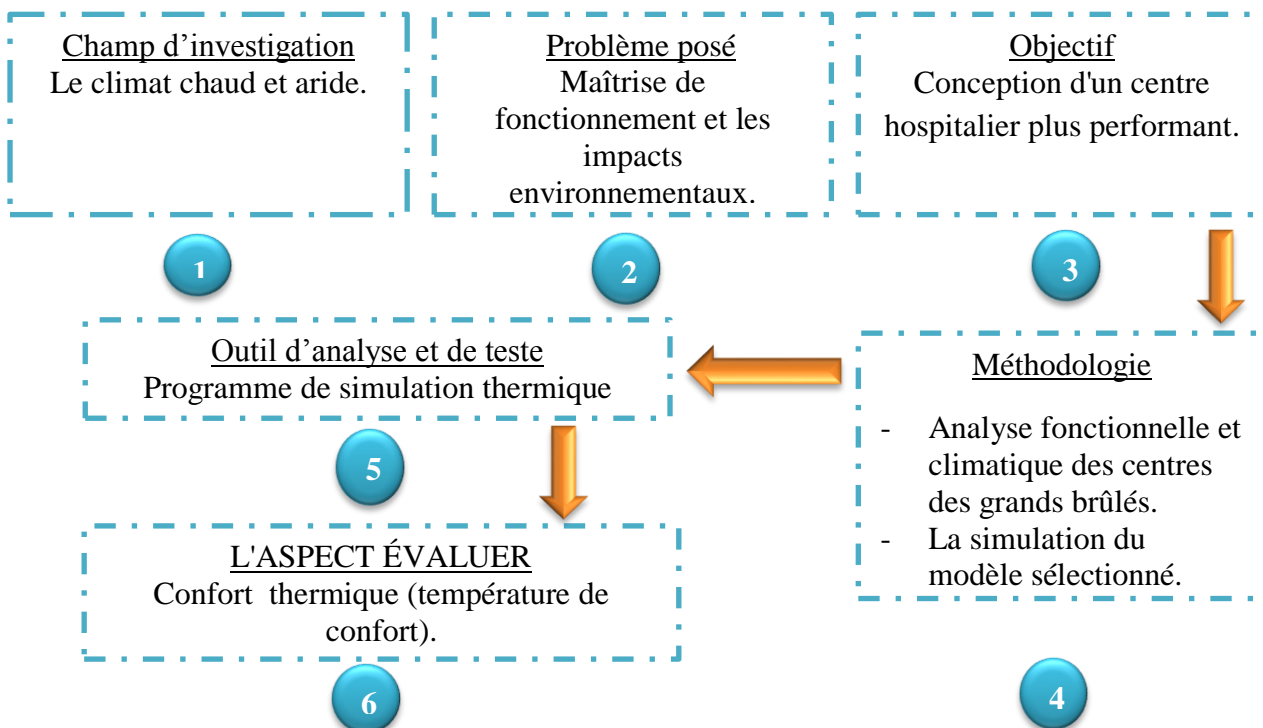 Champ d’investigation
Le climat chaud et aride.
1
Problème posé
Maîtrise de
fonctionnement et les
impacts
environnementaux.
2
Objectif
Conception d'un centre
hospitalier plus performant.
3
Méthodologie
- Analyse fonctionnelle et
climatique des centres
des grands brûlés.
- La simulation du
modèle sélectionné.
4
Outil d’analyse et de teste
Programme de simulation thermique
5
L'ASPECT ÉVALUER
Confort thermique (température de
confort).
6